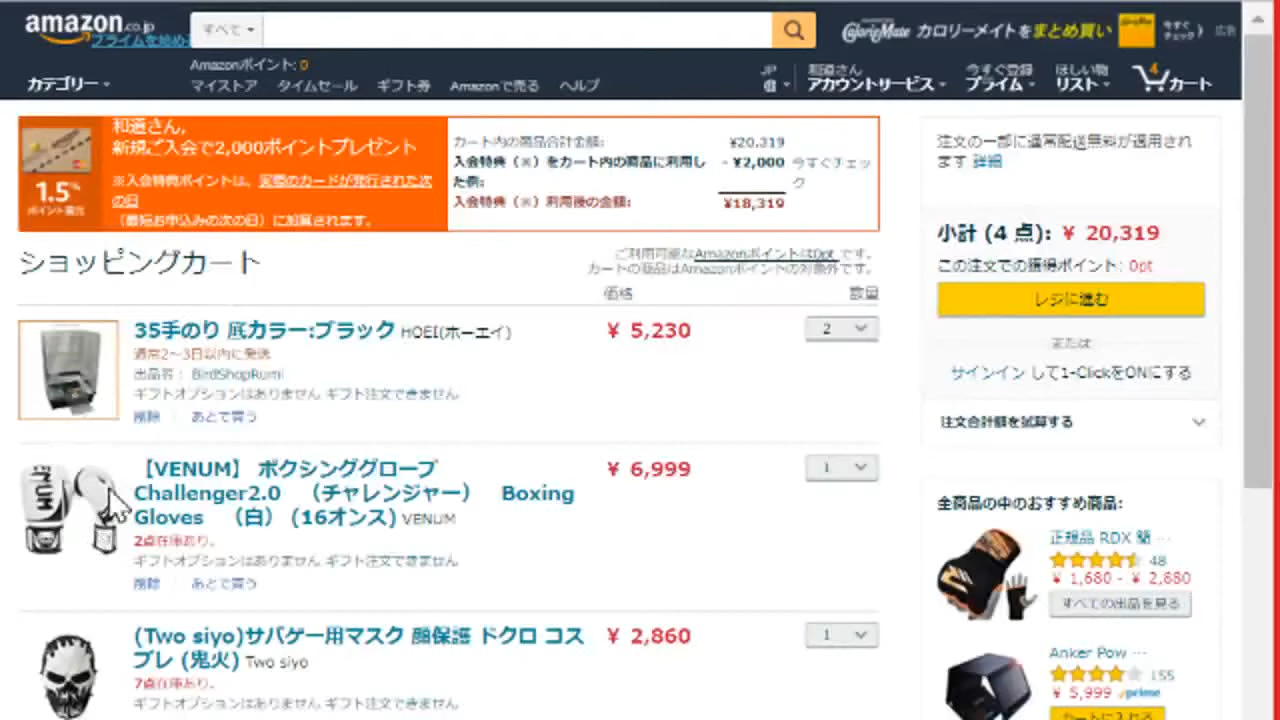 amazon.co.jp
プライムを始め
すべて
CalorieMate カロリーメイトをまとめ買い
今すぐ
チェック
広告
カテゴリー
Amazonポイント: 0
マイストア タイムセール ギフト券 Amazonで売る ヘルプ
JP
和道さん
アカウントサービス
今すぐ登録
プライム
ほしい物
リスト
4
カート
和道さん,
新規ご入会で2,000ポイントプレゼント
※入会特典ポイントは、実際のカードが発行された次
の日
（最短お申込みの次の日）に加算されます。
1.5%
ポイント還元
カート内の商品合計金額: ¥20,319
入会特典（※）をカート内の商品に利用し
た例: - ¥2,000
今すぐチェッ
ク
入会特典（※）利用後の金額: ¥18,319
ショッピングカート
ご利用可能なAmazonポイントは0pt です。
カートの商品はAmazonポイントの対象外です。
価格 数量
35手のり 底カラー:ブラック HOEI(ホーエイ)
¥ 5,230
2
通常2～3日以内に発送
出品者： BirdShopRumi
ギフトオプションはありません ギフト注文できません
削除 あとで買う
【VENUM】 ボクシンググローブ
Challenger2.0 （チャレンジャー） Boxing
Gloves （白） (16オンス) VENUM
¥ 6,999
1
2点在庫あり。
ギフトオプションはありません ギフト注文できません
削除 あとで買う
(Two siyo)サバゲー用マスク 顔保護 ドクロ コス
プレ (鬼火) Two siyo
¥ 2,860
1
7点在庫あり。
ギフトオプションはありません ギフト注文できません
注文の一部に通常配送無料が適用され
ます 詳細
小計 (4 点): ¥ 20,319
この注文での獲得ポイント: 0pt
レジに進む
または
サインイン して1-ClickをONにする
注文合計額を試算する
全商品の中のおすすめ商品:
正規品 RDX 簡 …
48
¥ 1,680 - ¥ 2,880
すべての出品を見る
Anker Pow …
155
¥ 5,999 prime
カートに入れる